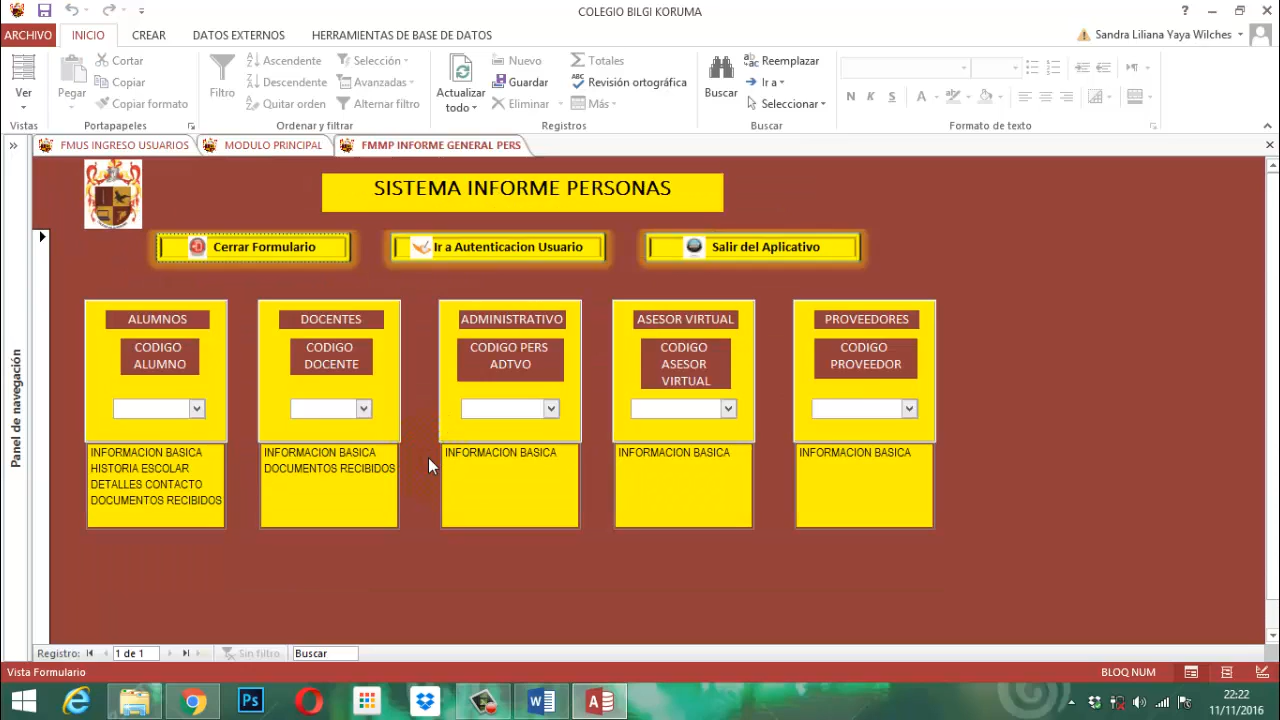 COLEGIO BILGI KORUMA
ARCHIVO INICIO CREAR DATOS EXTERNOS HERRAMIENTAS DE BASE DE DATOS Sandra Liliana Yaya Wilches
Ver
Vistas
Pegar
Cortar
Copiar
Copiar formato
Portapapeles
Filtro
Ascendente
Descendente
Quitar orden
Selección
Avanzadas
Alternar filtro
Ordenar y filtrar
Actualizar
todo
Nuevo
Guardar
Eliminar
Totales
Revisión ortográfica
Más
Registros
Buscar
Reemplazar
Ir a
Seleccionar
Buscar
N K S A
Formato de texto
FMUS INGRESO USUARIOS MODULO PRINCIPAL FMMP INFORME GENERAL PERS
Panel de navegación
SISTEMA INFORME PERSONAS
Cerrar Formulario Ir a Autenticacion Usuario Salir del Aplicativo
ALUMNOS
CODIGO
ALUMNO
INFORMACION BASICA
HISTORIA ESCOLAR
DETALLES CONTACTO
DOCUMENTOS RECIBIDOS
DOCENTES
CODIGO
DOCENTE
INFORMACION BASICA
DOCUMENTOS RECIBIDOS
ADMINISTRATIVO
CODIGO PERS
ADTVO
INFORMACION BASICA
ASESOR VIRTUAL
CODIGO
ASESOR
VIRTUAL
INFORMACION BASICA
PROVEEDORES
CODIGO
PROVEEDOR
INFORMACION BASICA
Registro: 1 de 1 Sin filtro Buscar
Vista Formulario BLOQ NUM
22:22
11/11/2016